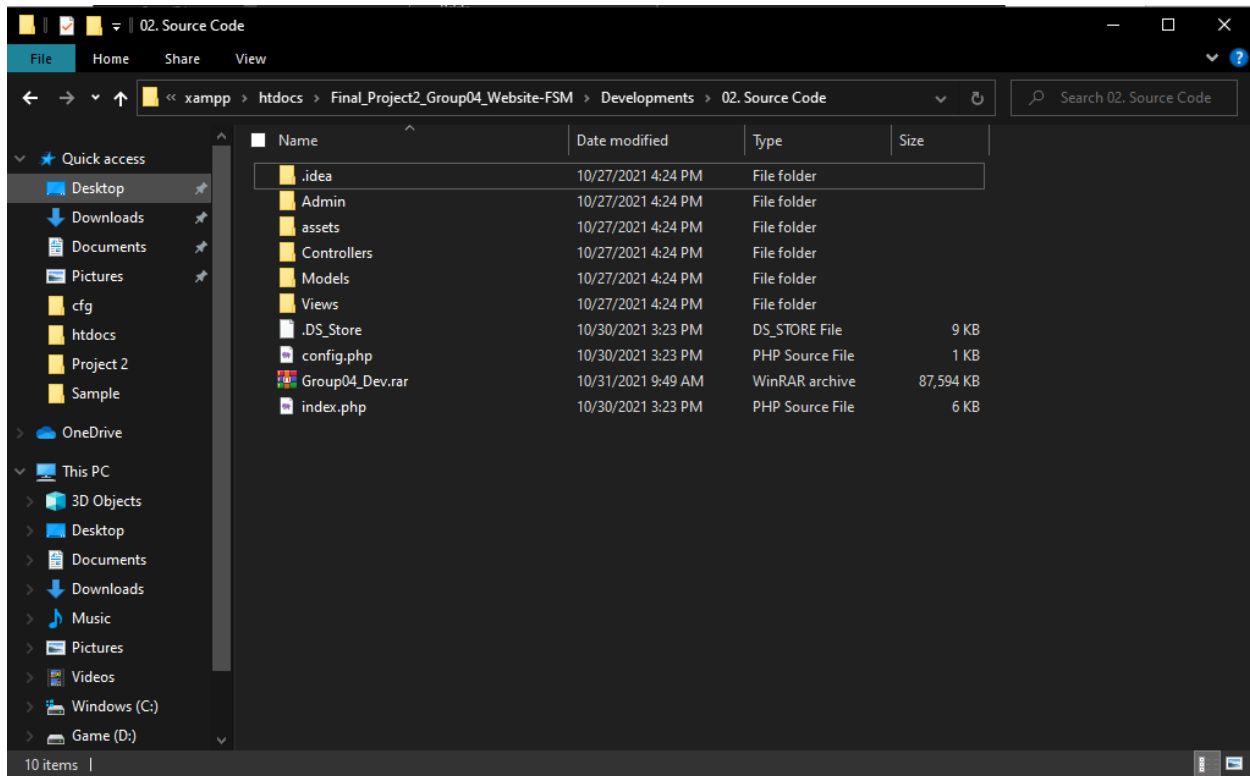 02. Source Code
File Home Share View
« xampp › htdocs › Final_Project2_Group04_Website-FSM › Developments › 02. Source Code Search 02. Source Code
Name Date modified Type Size
Quick access
Desktop
Downloads
Documents
Pictures
cfg
htdocs
Project 2
Sample
OneDrive
This PC
3D Objects
Desktop
Documents
Downloads
Music
Pictures
Videos
Windows (C:)
Game (D:)
.idea 10/27/2021 4:24 PM File folder
Admin 10/27/2021 4:24 PM File folder
assets 10/27/2021 4:24 PM File folder
Controllers 10/27/2021 4:24 PM File folder
Models 10/27/2021 4:24 PM File folder
Views 10/27/2021 4:24 PM File folder
.DS_Store 10/30/2021 3:23 PM DS_STORE File 9 KB
config.php 10/30/2021 3:23 PM PHP Source File 1 KB
Group04_Dev.rar 10/31/2021 9:49 AM WinRAR archive 87,594 KB
index.php 10/30/2021 3:23 PM PHP Source File 6 KB
10 items